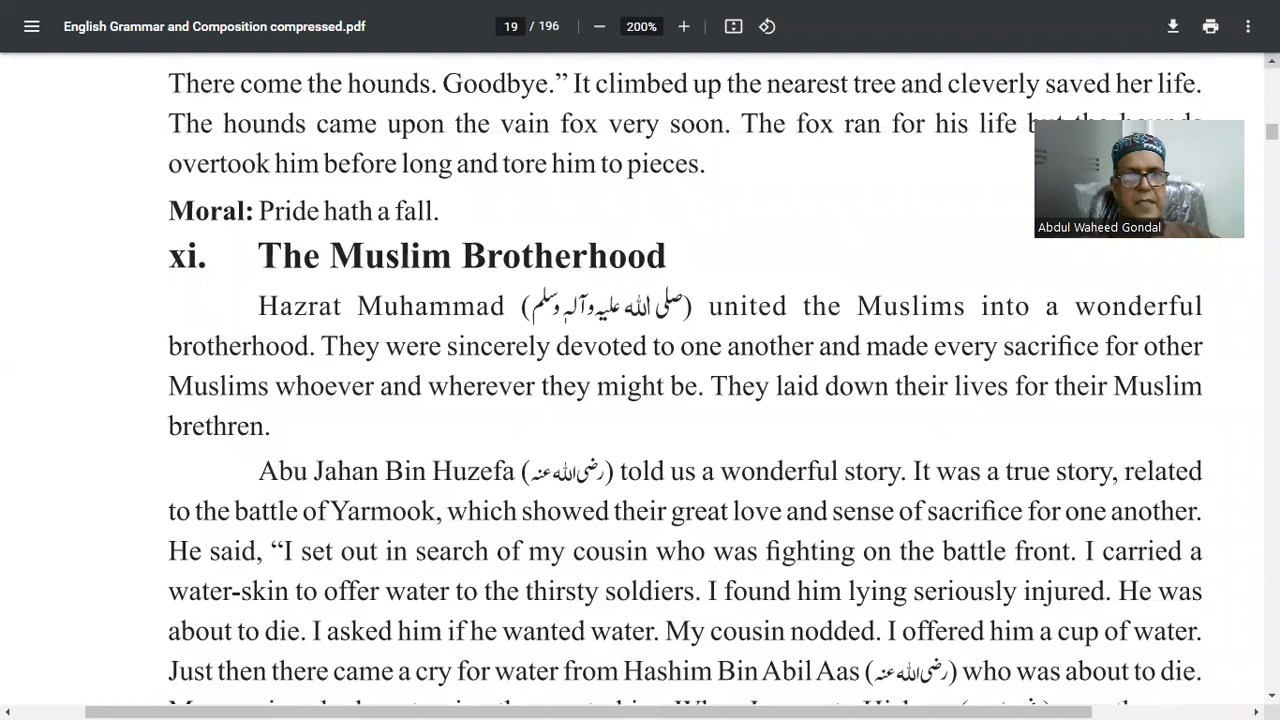 English Grammar and Composition compressed.pdf
19 / 196
200%
There come the hounds. Goodbye.” It climbed up the nearest tree and cleverly saved her life.
The hounds came upon the vain fox very soon. The fox ran for his life but the hounds
overtook him before long and tore him to pieces.
Abdul Waheed Gondal
Moral: Pride hath a fall.
xi. The Muslim Brotherhood
Hazrat Muhammad (صلی اللہ علیہ وآلہٖ وسلم) united the Muslims into a wonderful
brotherhood. They were sincerely devoted to one another and made every sacrifice for other
Muslims whoever and wherever they might be. They laid down their lives for their Muslim
brethren.
Abu Jahan Bin Huzefa (رضی اللہ عنہ) told us a wonderful story. It was a true story, related
to the battle of Yarmook, which showed their great love and sense of sacrifice for one another.
He said, “I set out in search of my cousin who was fighting on the battle front. I carried a
water-skin to offer water to the thirsty soldiers. I found him lying seriously injured. He was
about to die. I asked him if he wanted water. My cousin nodded. I offered him a cup of water.
Just then there came a cry for water from Hashim Bin Abil Aas (رضی اللہ عنہ) who was about to die.